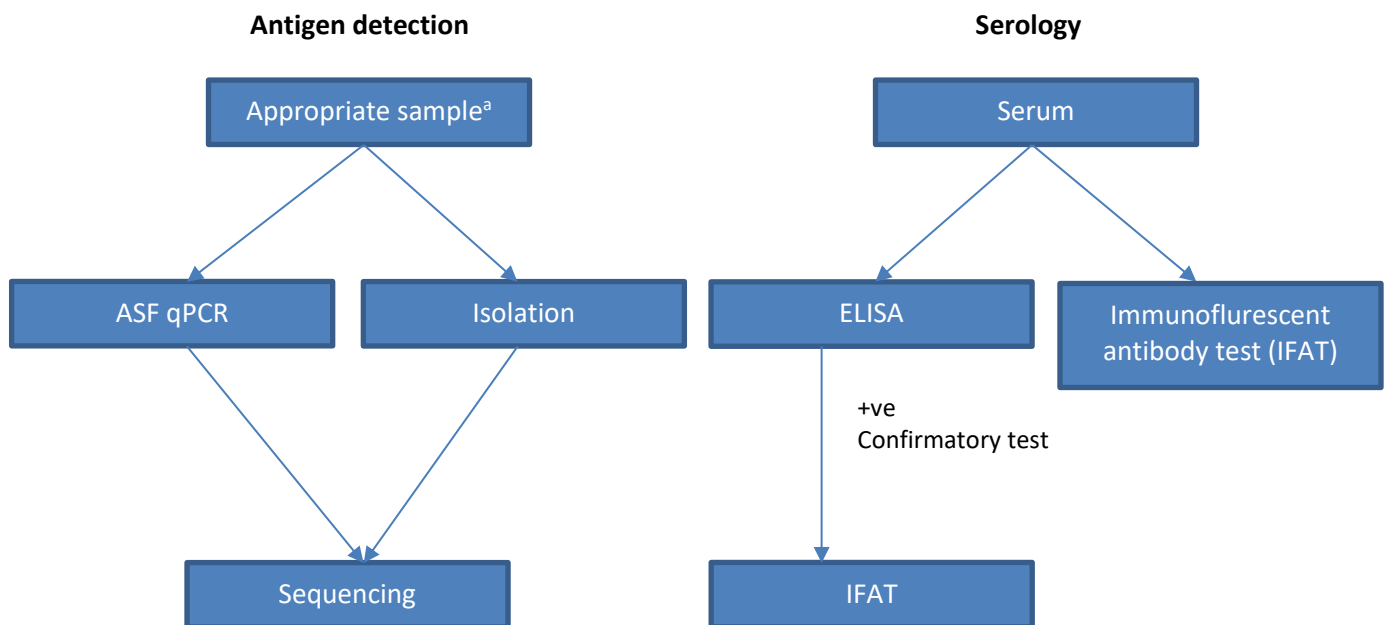 Antigen detection
Serology
Appropriate sampleᵃ
Serum
ASF qPCR
Isolation
ELISA
Immunoflurescent
antibody test (IFAT)
+ve
Confirmatory test
Sequencing
IFAT